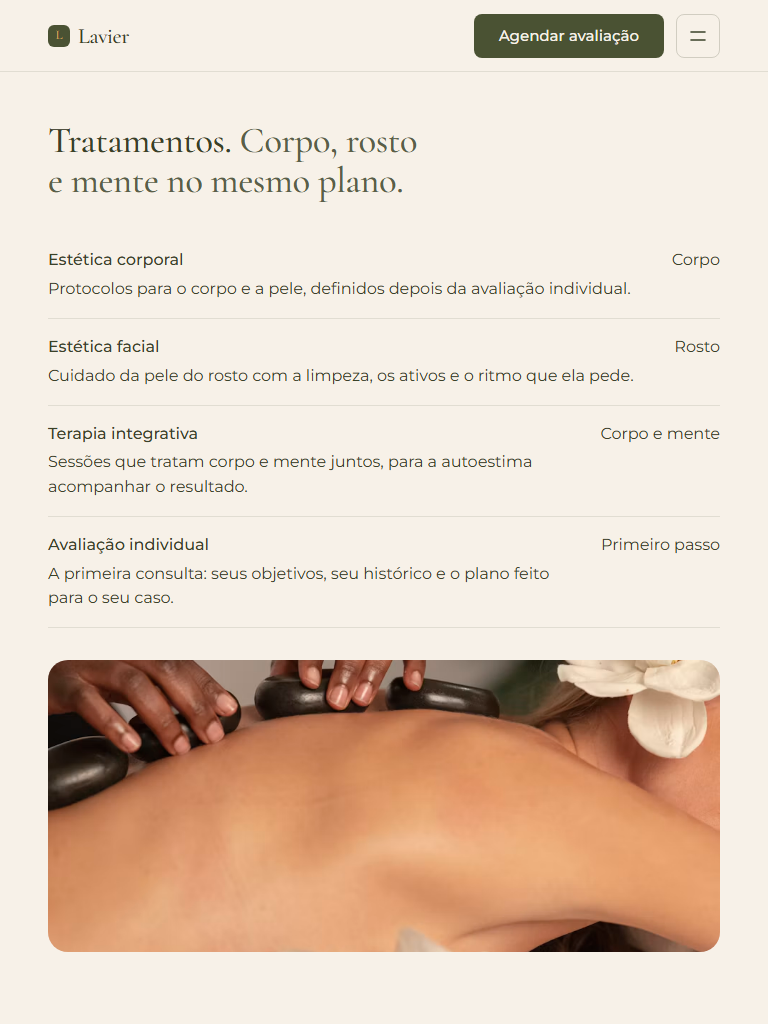 L Lavier
Agendar avaliação
Tratamentos. Corpo, rosto
e mente no mesmo plano.
Estética corporal
Corpo
Protocolos para o corpo e a pele, definidos depois da avaliação individual.
Estética facial
Rosto
Cuidado da pele do rosto com a limpeza, os ativos e o ritmo que ela pede.
Terapia integrativa
Corpo e mente
Sessões que tratam corpo e mente juntos, para a autoestima
acompanhar o resultado.
Avaliação individual
Primeiro passo
A primeira consulta: seus objetivos, seu histórico e o plano feito
para o seu caso.